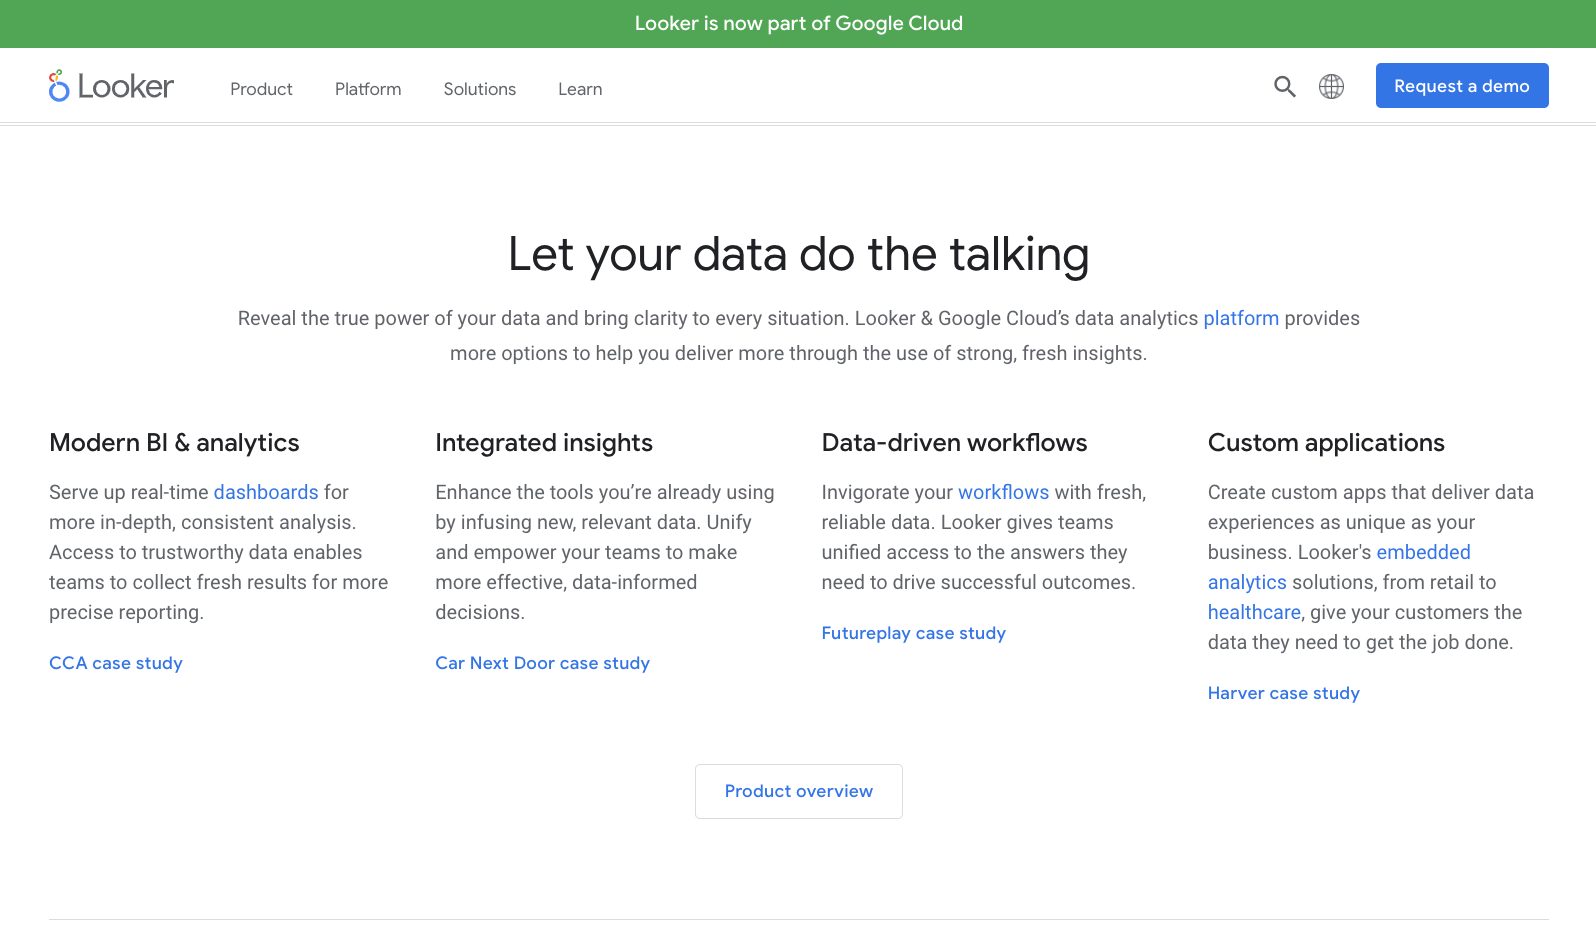 Looker is now part of Google Cloud
Looker
Product
Platform
Solutions
Learn
Request a demo
Let your data do the talking
Reveal the true power of your data and bring clarity to every situation. Looker & Google Cloud’s data analytics platform provides
more options to help you deliver more through the use of strong, fresh insights.
Modern BI & analytics
Serve up real-time dashboards for
more in-depth, consistent analysis.
Access to trustworthy data enables
teams to collect fresh results for more
precise reporting.
CCA case study
Integrated insights
Enhance the tools you’re already using
by infusing new, relevant data. Unify
and empower your teams to make
more effective, data-informed
decisions.
Car Next Door case study
Data-driven workflows
Invigorate your workflows with fresh,
reliable data. Looker gives teams
unified access to the answers they
need to drive successful outcomes.
Futureplay case study
Custom applications
Create custom apps that deliver data
experiences as unique as your
business. Looker's embedded
analytics solutions, from retail to
healthcare, give your customers the
data they need to get the job done.
Harver case study
Product overview